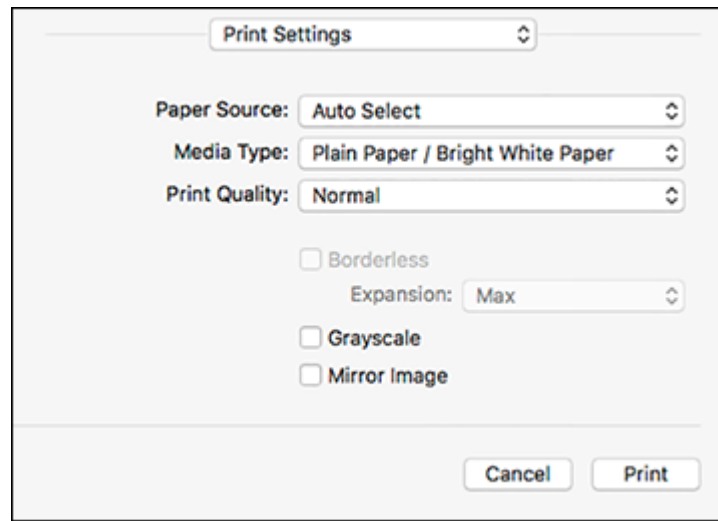 Print Settings
Paper Source: Auto Select
Media Type: Plain Paper / Bright White Paper
Print Quality: Normal
Borderless
Expansion: Max
Grayscale
Mirror Image
Cancel Print